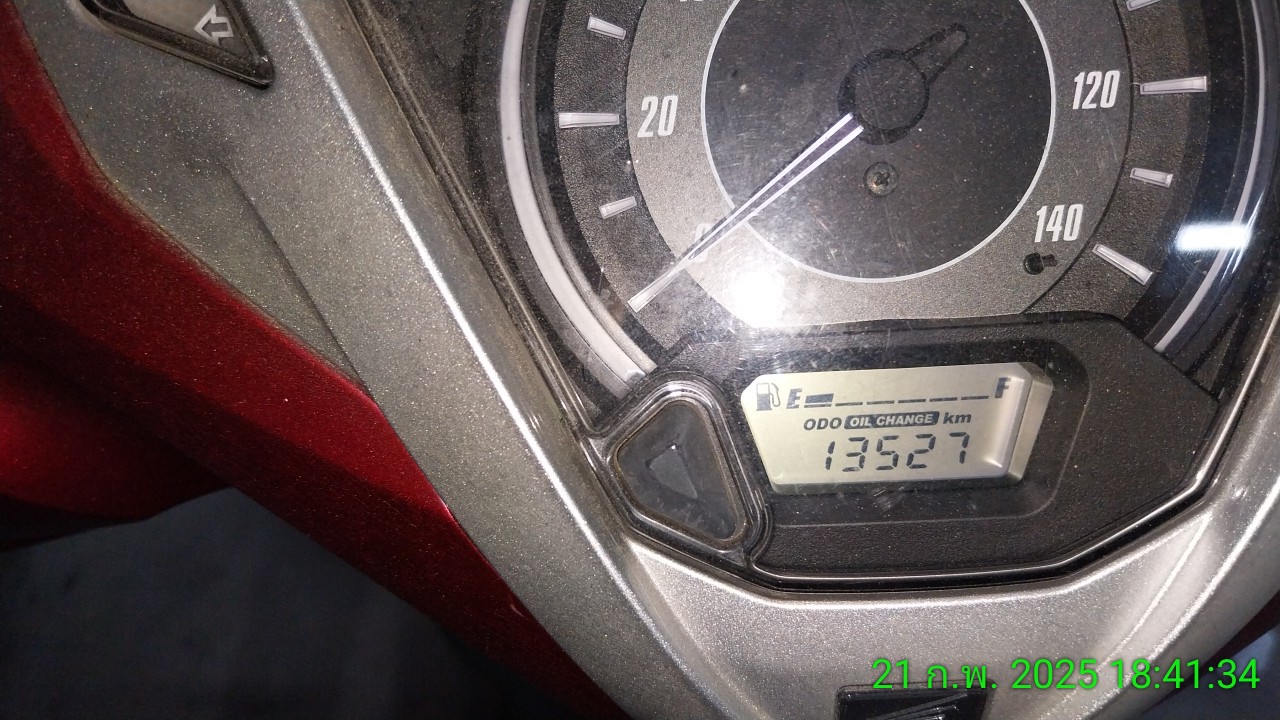 20
120
140
E F
ODO OIL CHANGE km
13527
21 ก.พ. 2025 18:41:34